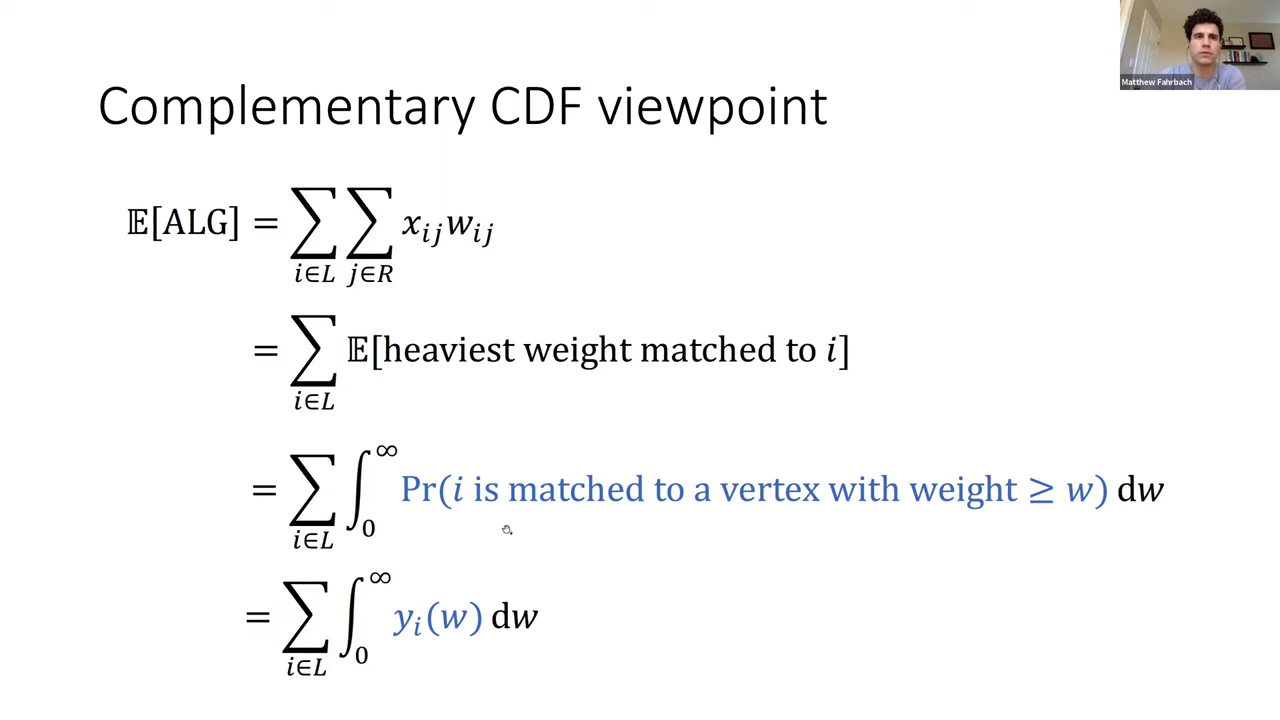 Matthew Fahrbach
Complementary CDF viewpoint
𝔼[ALG] = ∑_{i∈L} ∑_{j∈R} x_{ij}w_{ij}
= ∑_{i∈L} 𝔼[heaviest weight matched to i]
= ∑_{i∈L} ∫_0^∞ Pr(i is matched to a vertex with weight ≥ w) dw
= ∑_{i∈L} ∫_0^∞ y_i(w) dw